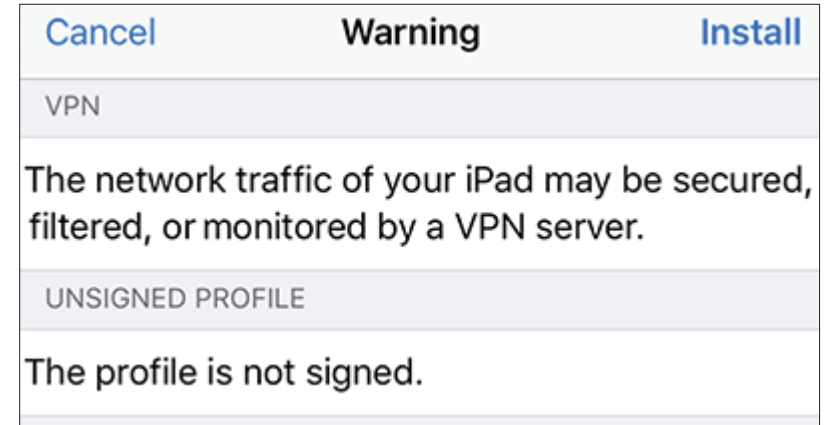 Cancel Warning Install
VPN
The network traffic of your iPad may be secured,
filtered, or monitored by a VPN server.
UNSIGNED PROFILE
The profile is not signed.